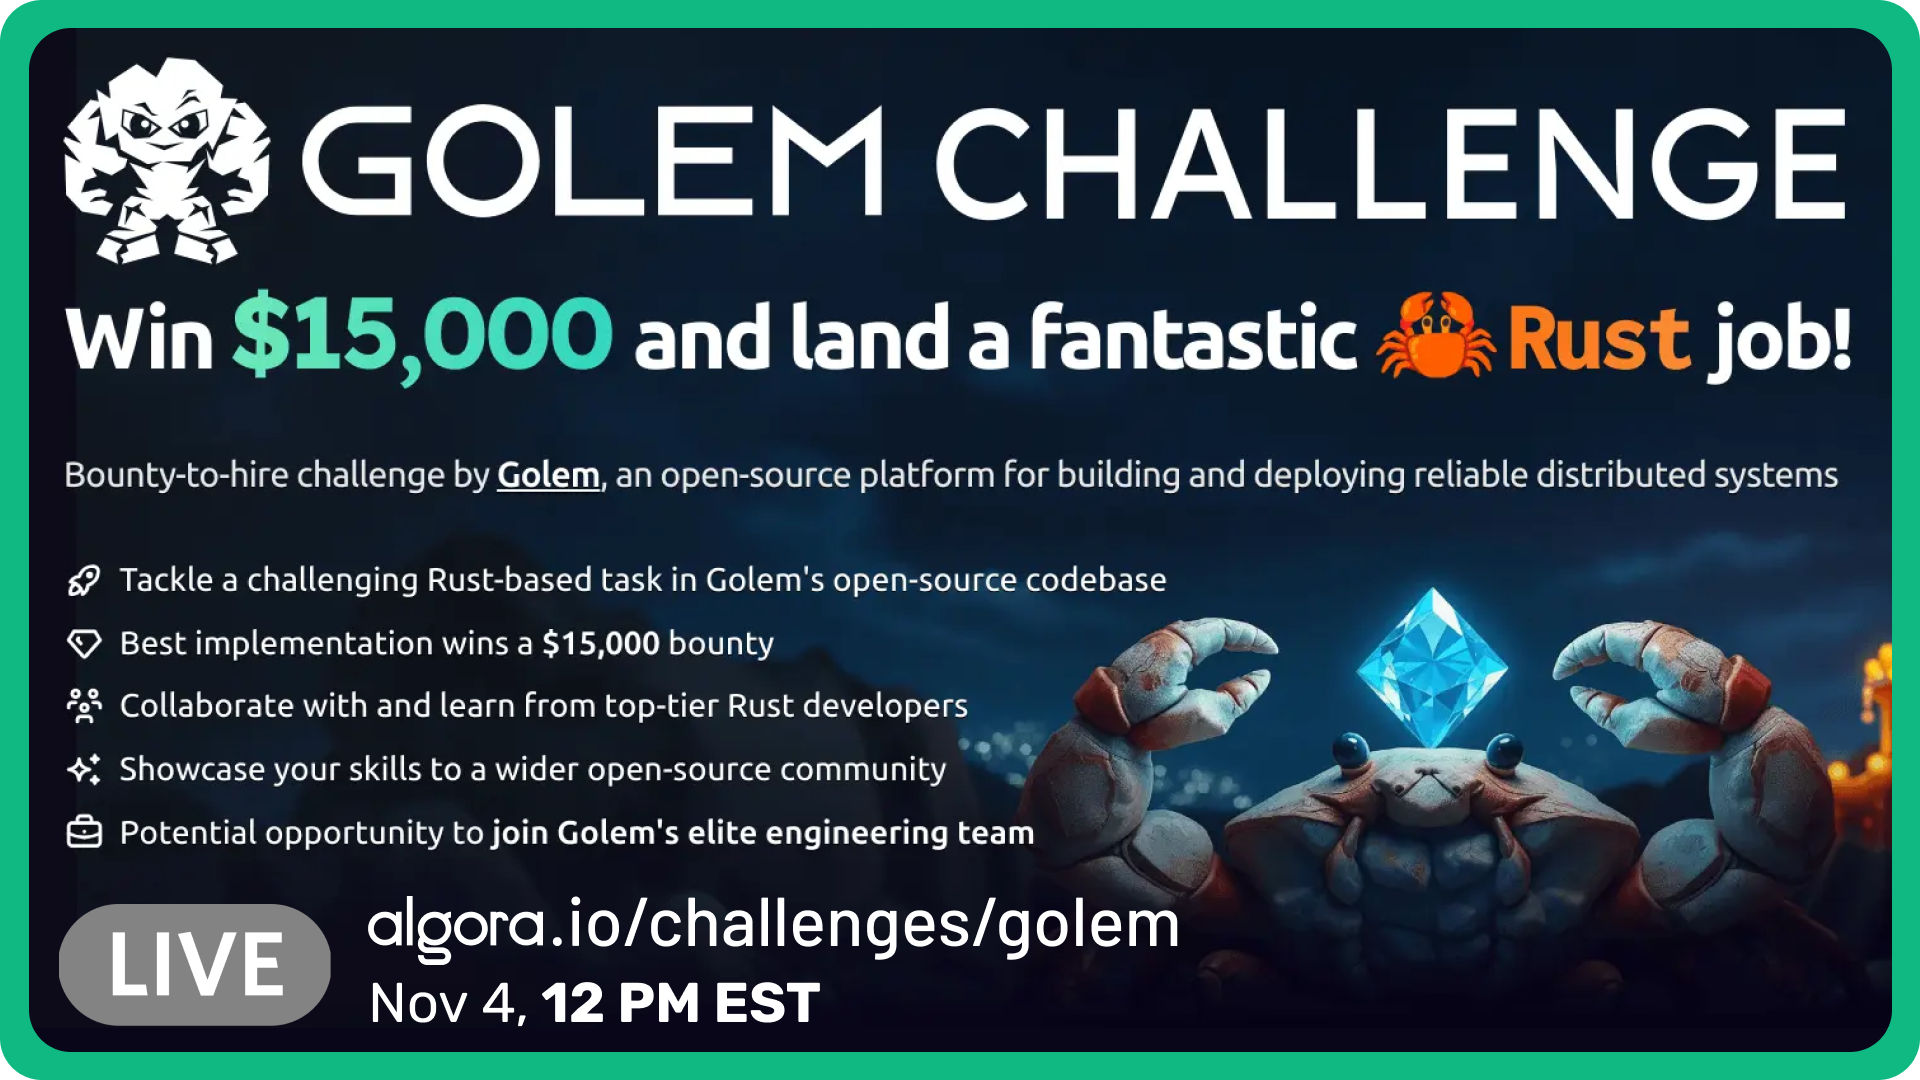 GOLEM CHALLENGE
Win $15,000 and land a fantastic Rust job!
Bounty-to-hire challenge by Golem, an open-source platform for building and deploying reliable distributed systems
Tackle a challenging Rust-based task in Golem's open-source codebase
Best implementation wins a $15,000 bounty
Collaborate with and learn from top-tier Rust developers
Showcase your skills to a wider open-source community
Potential opportunity to join Golem's elite engineering team
LIVE
algora.io/challenges/golem
Nov 4, 12 PM EST